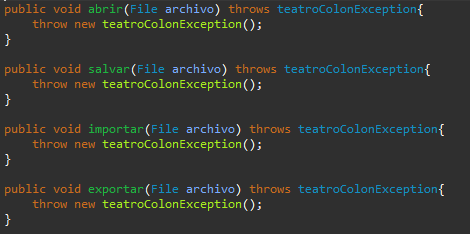 public void abrir(File archivo) throws teatroColonException{
throw new teatroColonException();
}
public void salvar(File archivo) throws teatroColonException{
throw new teatroColonException();
}
public void importar(File archivo) throws teatroColonException{
throw new teatroColonException();
}
public void exportar(File archivo) throws teatroColonException{
throw new teatroColonException();
}